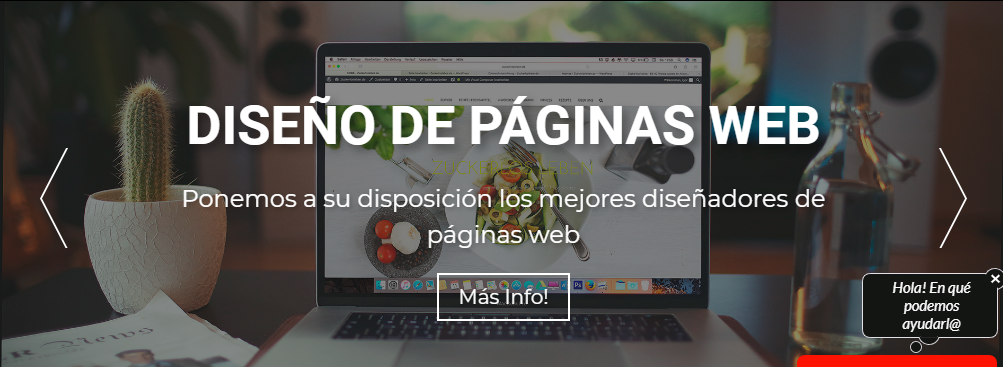 DISEÑO DE PÁGINAS WEB
Ponemos a su disposición los mejores diseñadores de
páginas web
Más Info!
Hola! En qué
podemos
ayudarl@